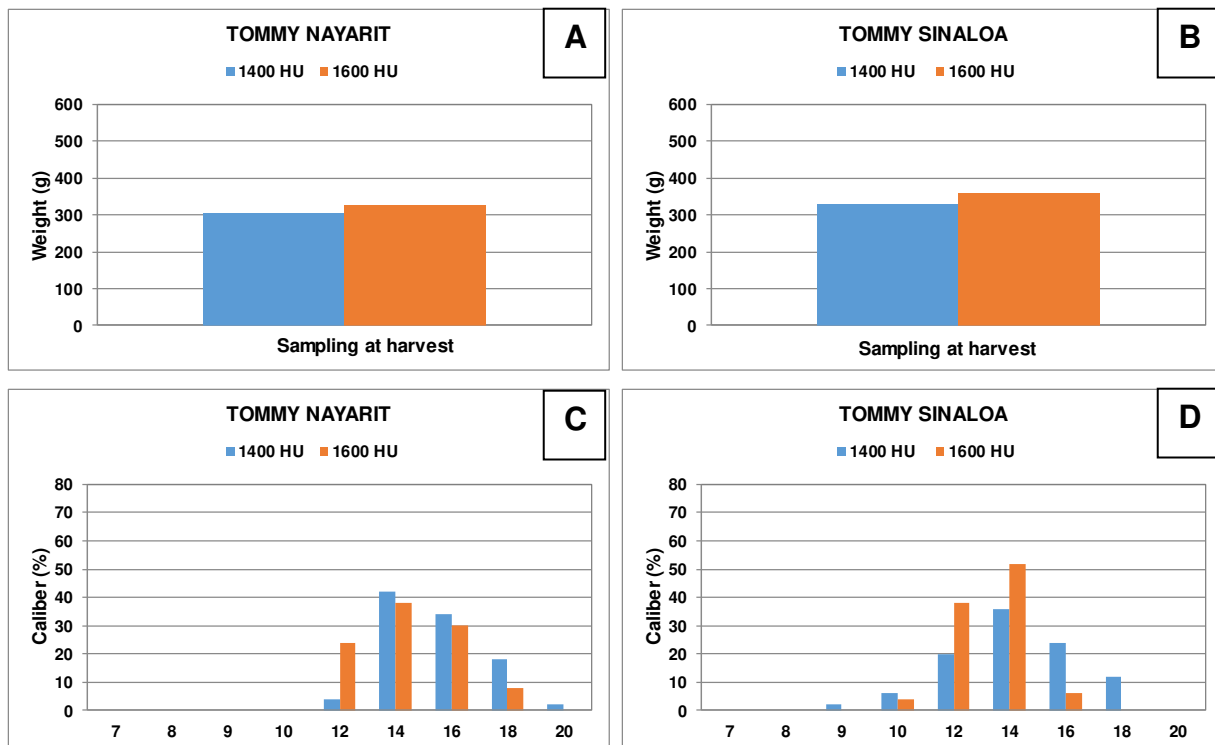 TOMMY NAYARIT
A
1400 HU 1600 HU
600
500
400
300
200
100
0
Weight (g)
Sampling at harvest
TOMMY SINALOA
B
1400 HU 1600 HU
600
500
400
300
200
100
0
Weight (g)
Sampling at harvest
TOMMY NAYARIT
C
1400 HU 1600 HU
80
70
60
50
40
30
20
10
0
Caliber (%)
7 8 9 10 12 14 16 18 20
TOMMY SINALOA
D
1400 HU 1600 HU
80
70
60
50
40
30
20
10
0
Caliber (%)
7 8 9 10 12 14 16 18 20